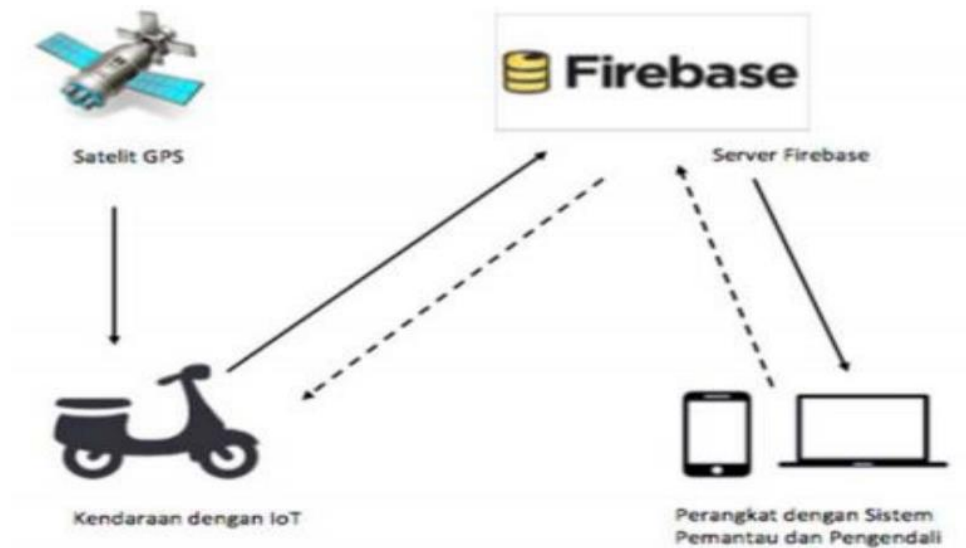 Firebase
Satelit GPS
Server Firebase
Kendaraan dengan IoT
Perangkat dengan Sistem
Pemantau dan Pengendali